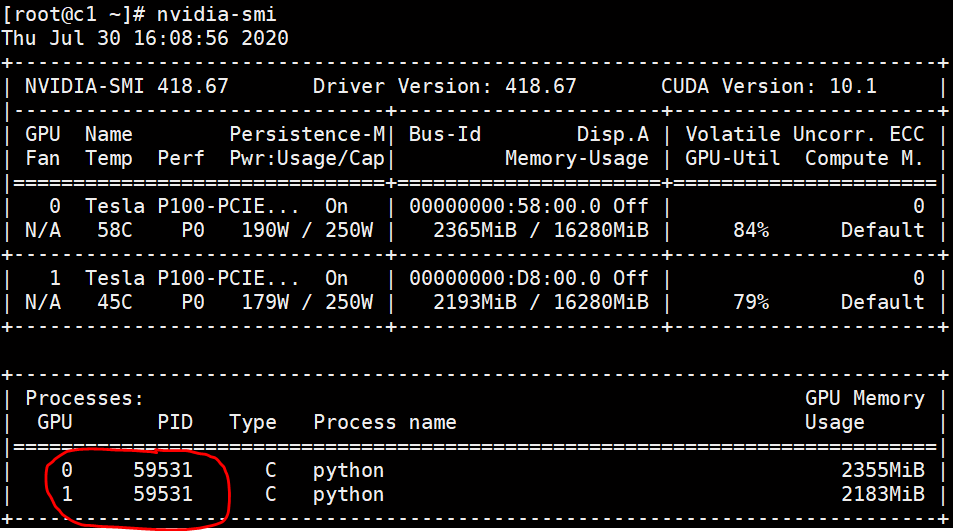 [root@c1 ~]# nvidia-smi
Thu Jul 30 16:08:56 2020
+-----------------------------------------------------------------------------+
| NVIDIA-SMI 418.67       Driver Version: 418.67       CUDA Version: 10.1     |
|-------------------------------+----------------------+----------------------+
| GPU  Name        Persistence-M| Bus-Id        Disp.A | Volatile Uncorr. ECC |
| Fan  Temp  Perf  Pwr:Usage/Cap|         Memory-Usage | GPU-Util  Compute M. |
|===============================+======================+======================|
|   0  Tesla P100-PCIE...  On   | 00000000:58:00.0 Off |                    0 |
| N/A   58C    P0   190W / 250W |   2365MiB / 16280MiB |     84%      Default |
+-------------------------------+----------------------+----------------------+
|   1  Tesla P100-PCIE...  On   | 00000000:D8:00.0 Off |                    0 |
| N/A   45C    P0   179W / 250W |   2193MiB / 16280MiB |     79%      Default |
+-------------------------------+----------------------+----------------------+
+-----------------------------------------------------------------------------+
| Processes:                                                       GPU Memory |
|  GPU       PID   Type   Process name                             Usage      |
|=============================================================================|
|    0     59531      C   python                                      2355MiB |
|    1     59531      C   python                                      2183MiB |
+-----------------------------------------------------------------------------+